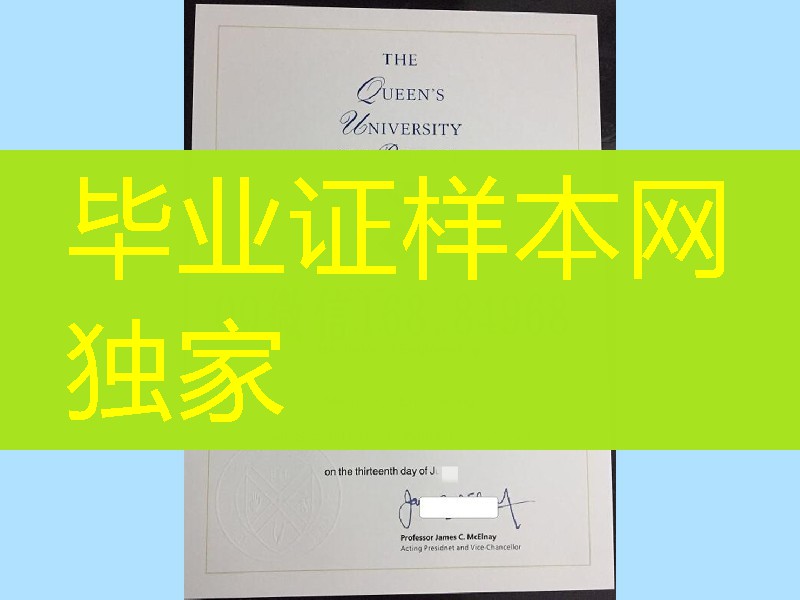 THE
QUEEN'S
UNIVERSITY
毕业证样本网
独家
on the thirteenth day of J
Professor James C. McElnay
Acting Presidnet and Vice-Chancellor